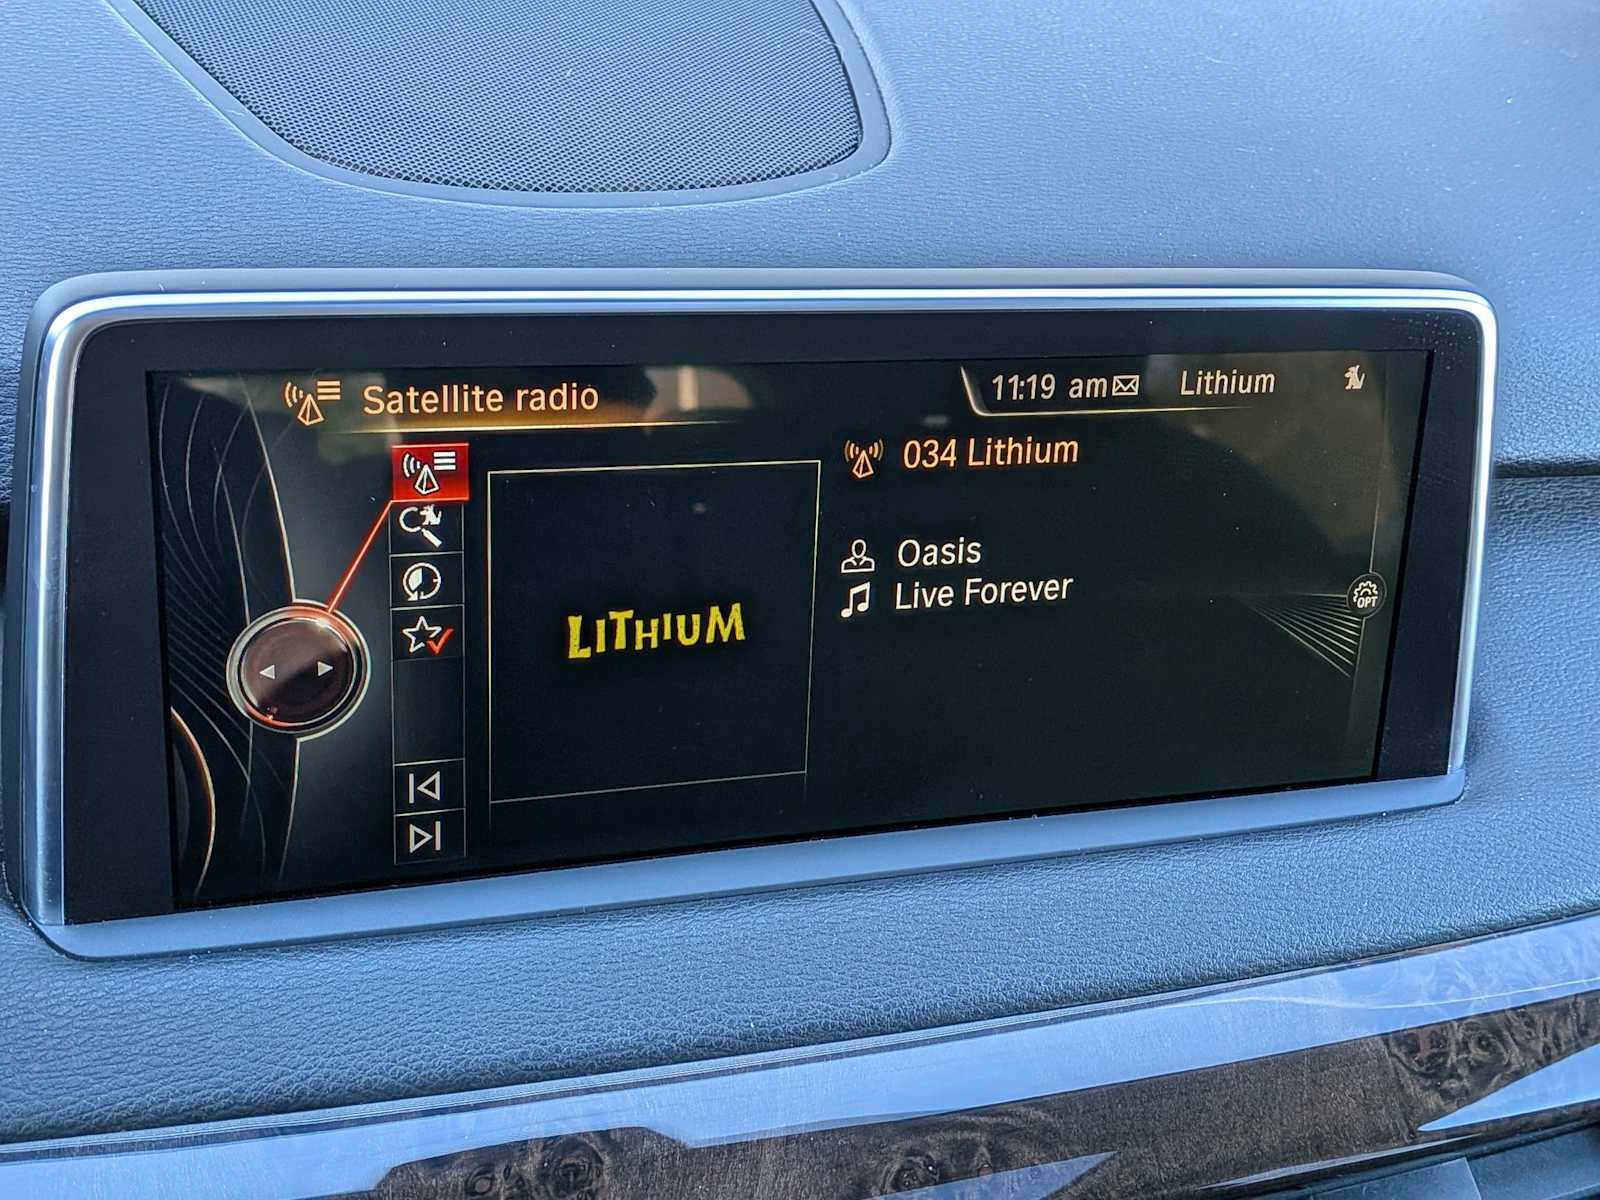 Satellite radio
11:19 am
Lithium
034 Lithium
Oasis
Live Forever
LITHIUM
OPT